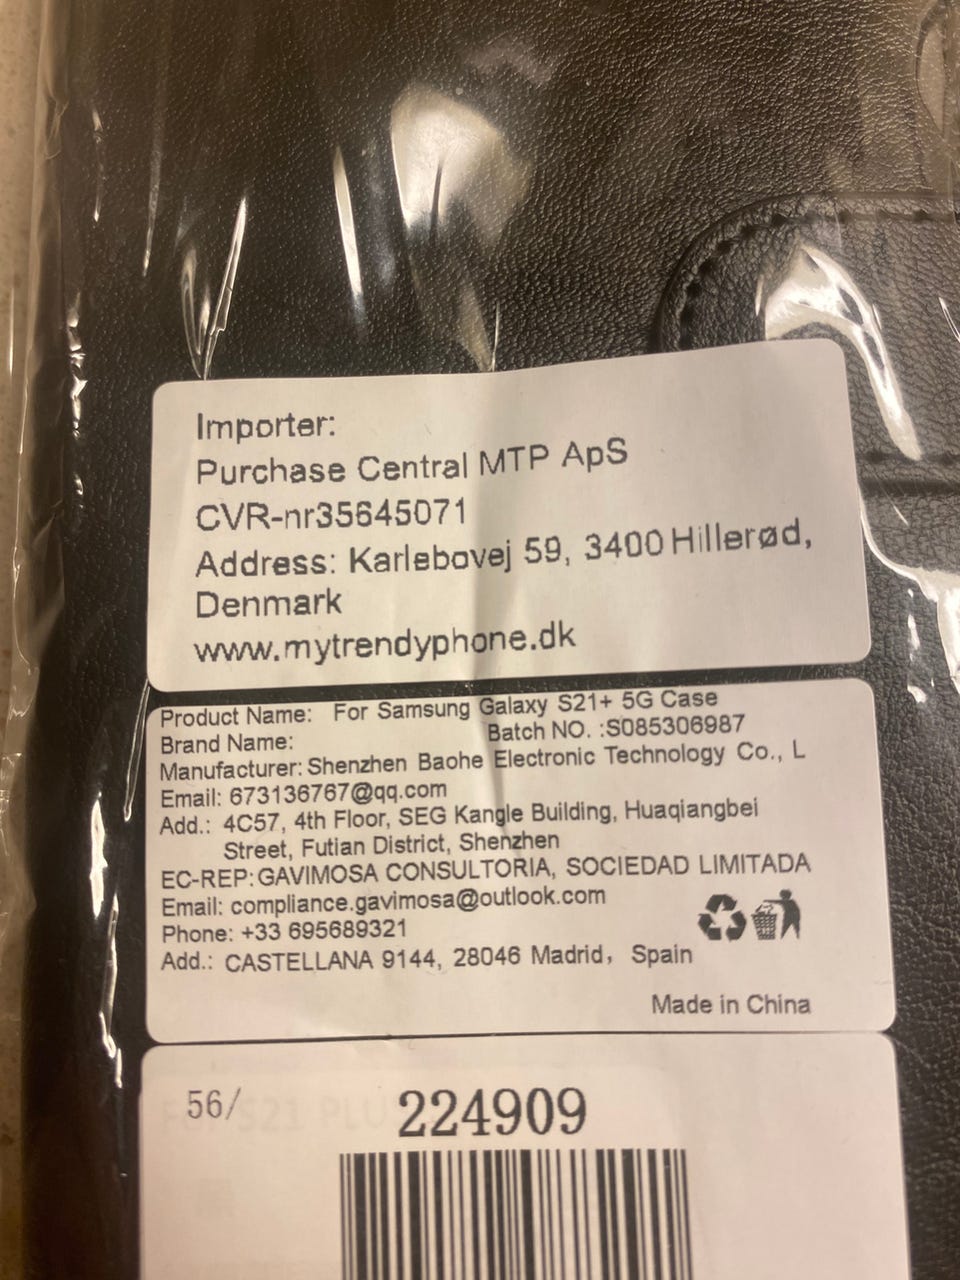 Importer:
Purchase Central MTP ApS
CVR-nr35645071
Address: Karlebovej 59, 3400 Hillerød,
Denmark
www.mytrendyphone.dk
Product Name: For Samsung Galaxy S21+ 5G Case
Brand Name: Batch NO. :S085306987
Manufacturer: Shenzhen Baohe Electronic Technology Co., L
Email: 673136767@qq.com
Add.: 4C57, 4th Floor, SEG Kangle Building, Huaqiangbei
Street, Futian District, Shenzhen
EC-REP: GAVIMOSA CONSULTORIA, SOCIEDAD LIMITADA
Email: compliance.gavimosa@outlook.com
Phone: +33 695689321
Add.: CASTELLANA 9144, 28046 Madrid, Spain
Made in China
56/ 224909
S21 PLU